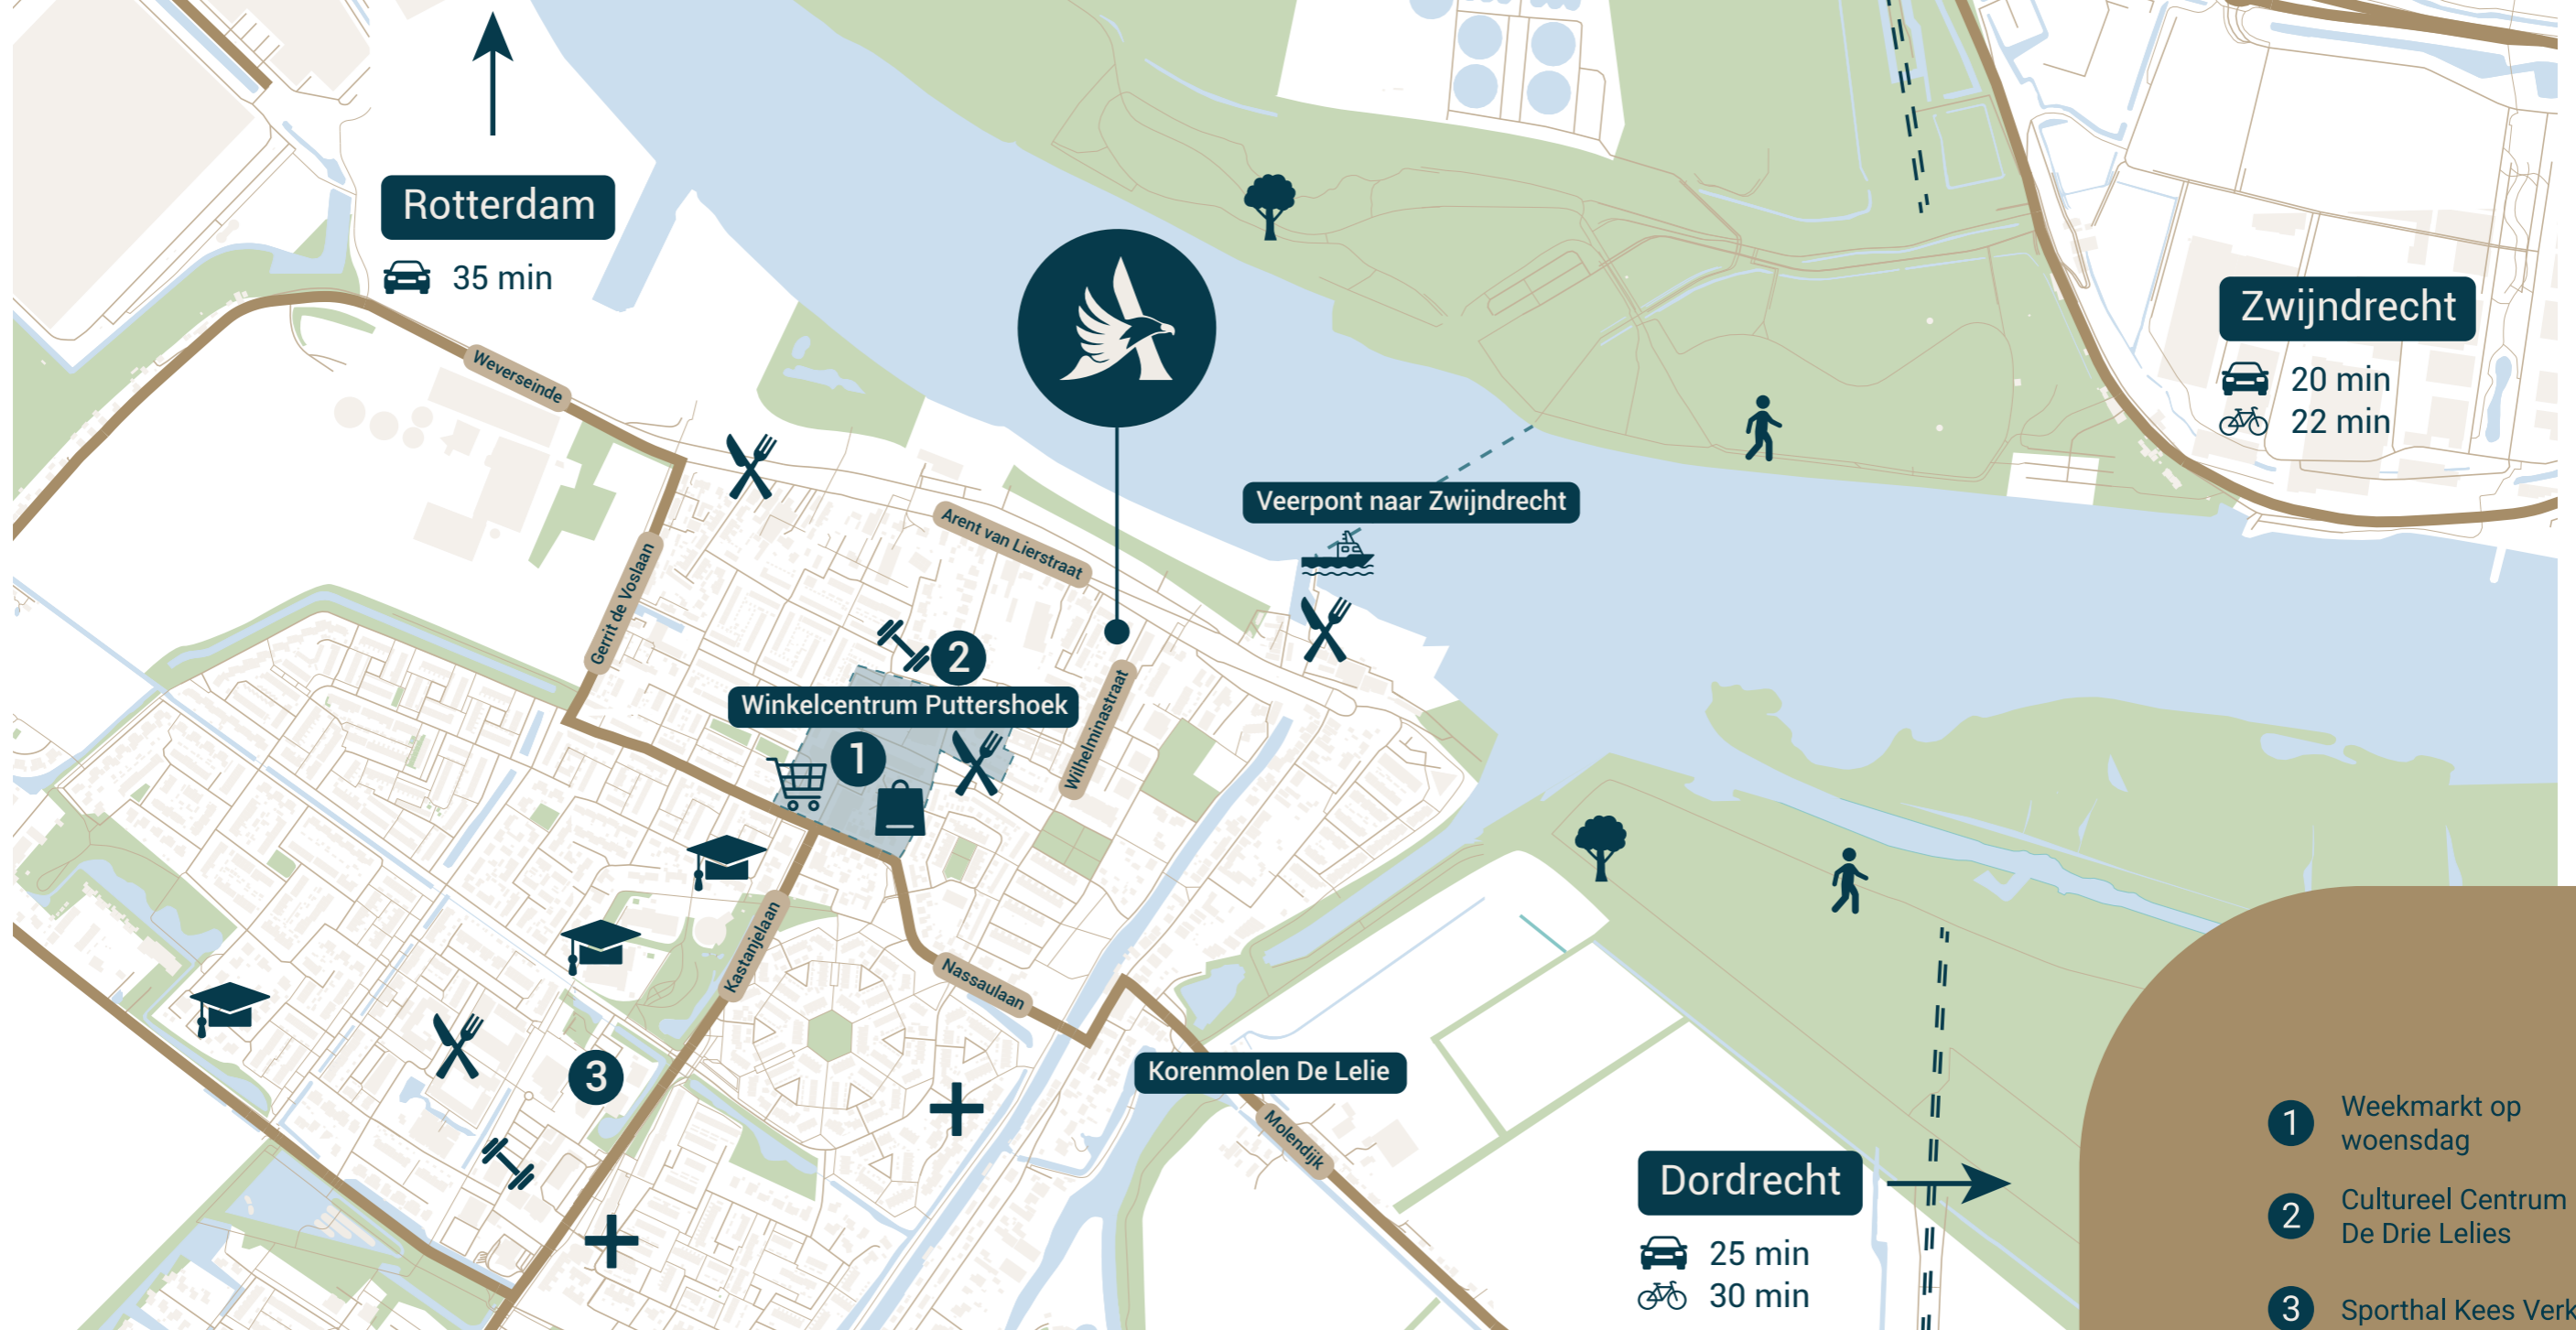 Rotterdam
35 min
Zwijndrecht
20 min
22 min
Weverseinde
Veerpont naar Zwijndrecht
Arent van Lierstraat
Gerrit de Voslaan
2
Winkelcentrum Puttershoek
1
Wilhelminastraat
Kastanjelaan
Nassaulaan
3
Korenmolen De Lelie
Molendijk
Dordrecht
25 min
30 min
1 Weekmarkt op
woensdag
2 Cultureel Centrum
De Drie Lelies
3 Sporthal Kees Verk